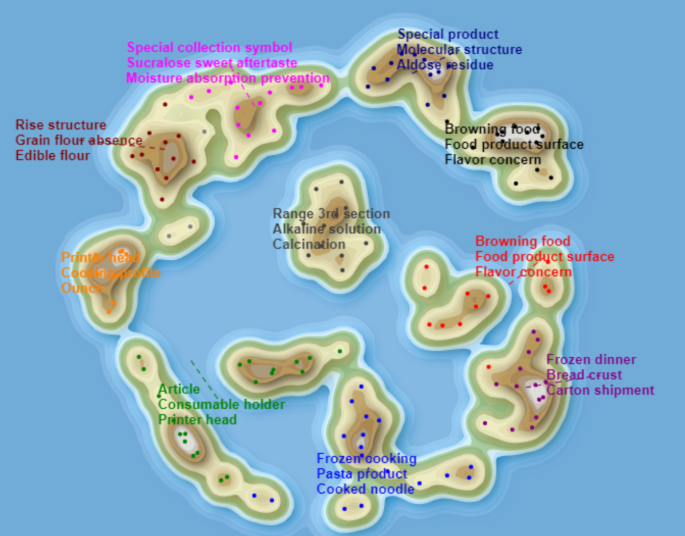 Special product
Molecular structure
Aldose residue
Special collection symbol
Sucralose sweet aftertaste
Moisture absorption prevention
Rise structure
Grain flour absence
Edible flour
Browning food
Food product surface
Flavor concern
Range 3rd section
Alkaline solution
Calcination
Printer head
Cooking profile
Ounce
Browning food
Food product surface
Flavor concern
Frozen dinner
Bread crust
Carton shipment
Article
Consumable holder
Printer head
Frozen cooking
Pasta product
Cooked noodle